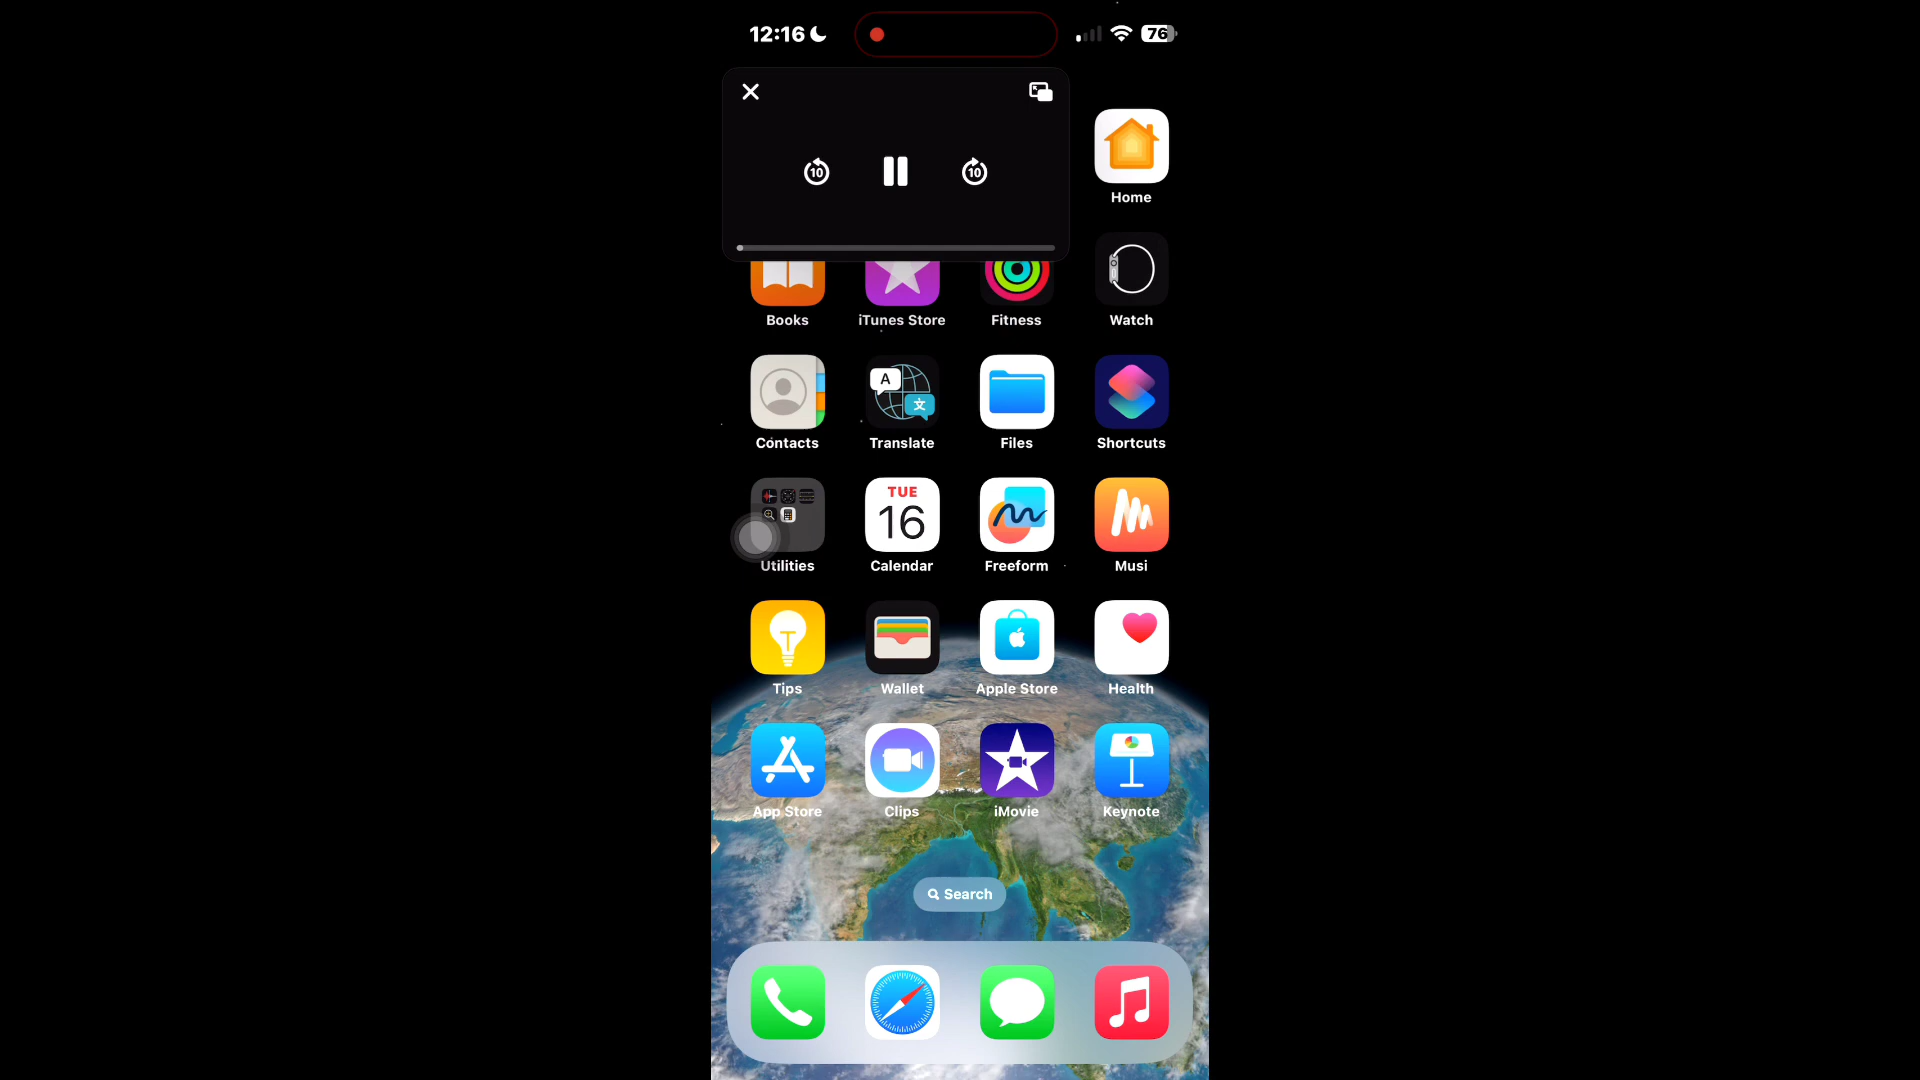 12:16
76
10
10
Home
Books
iTunes Store
Fitness
Watch
A
文
Contacts
Translate
Files
Shortcuts
TUE
16
Utilities
Calendar
Freeform
Musi
Tips
Wallet
Apple Store
Health
App Store
Clips
iMovie
Keynote
Search